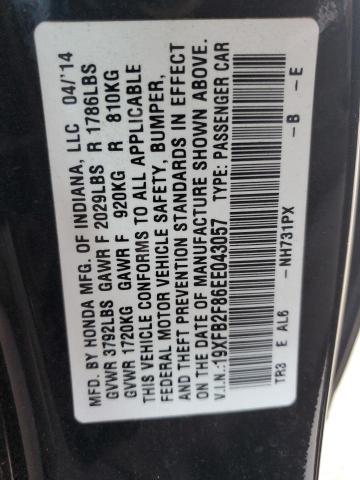 MFD. BY HONDA MFG. OF INDIANA, LLC 04/'14
GVWR 3792LBS GAWR F 2029LBS R 1786LBS
GVWR 1720KG GAWR F 920KG R 810KG
THIS VEHICLE CONFORMS TO ALL APPLICABLE
FEDERAL MOTOR VEHICLE SAFETY, BUMPER,
AND THEFT PREVENTION STANDARDS IN EFFECT
ON THE DATE OF MANUFACTURE SHOWN ABOVE.
V.I.N.: 19XFB2F86EE043057 TYPE: PASSENGER CAR
-NH731PX -B -E
TR3 E AL6